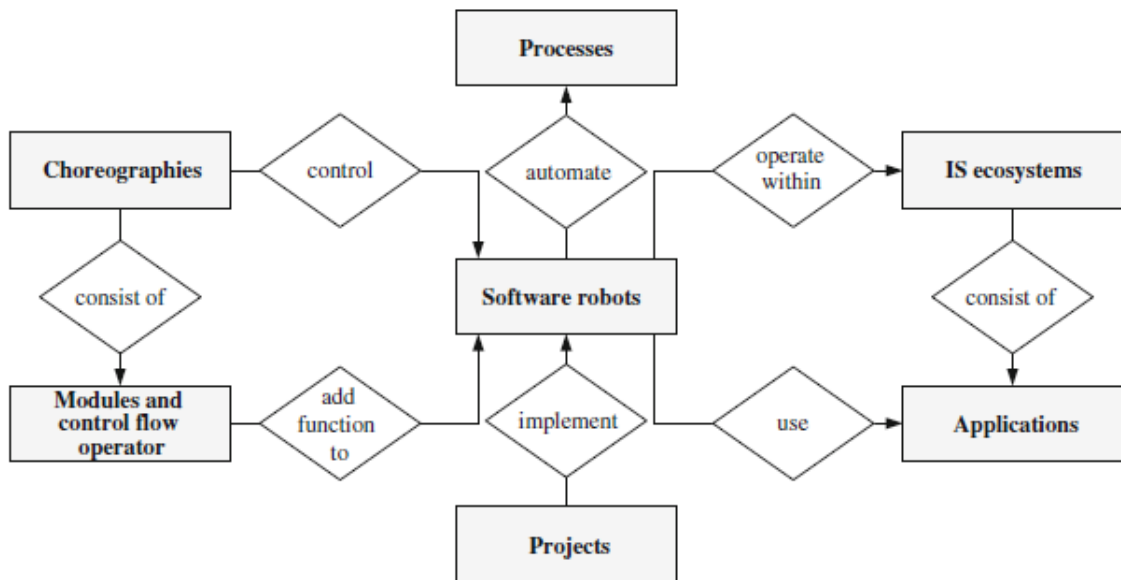 Processes
Choreographies
control
automate
operate
within
IS ecosystems
consist of
Software robots
consist of
Modules and
control flow
operator
add
function
to
implement
use
Applications
Projects